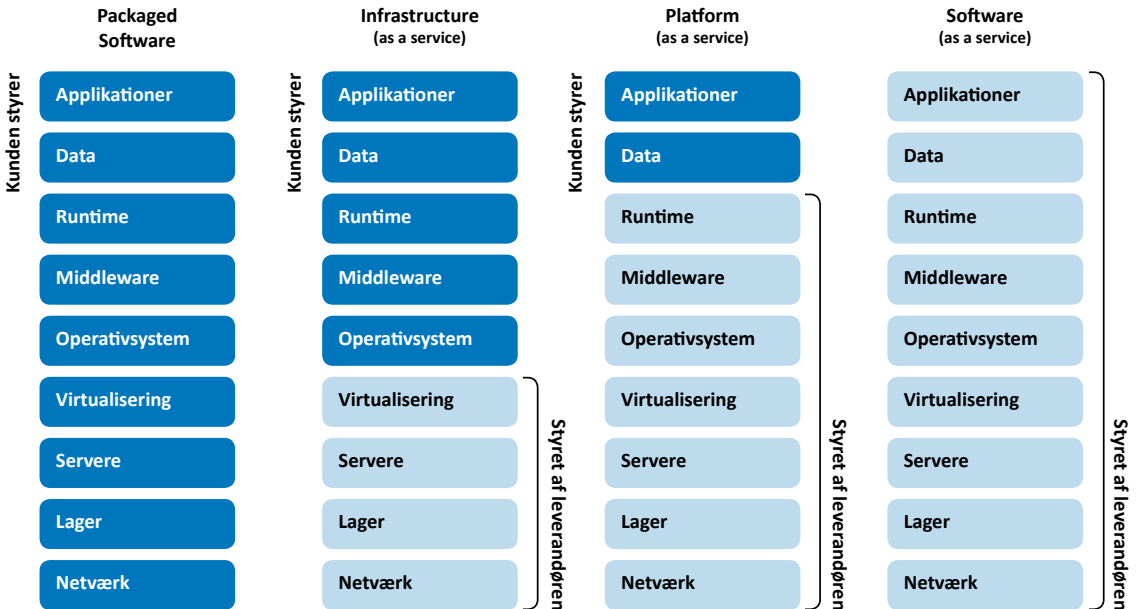 Packaged
Software
Kunden styrer
Applikationer
Data
Runtime
Middleware
Operativsystem
Virtualisering
Servere
Lager
Netværk
Infrastructure
(as a service)
Kunden styrer
Applikationer
Data
Runtime
Middleware
Operativsystem
Virtualisering
Servere
Lager
Netværk
Styret af leverandøren
Platform
(as a service)
Kunden styrer
Applikationer
Data
Runtime
Middleware
Operativsystem
Virtualisering
Servere
Lager
Netværk
Styret af leverandøren
Software
(as a service)
Applikationer
Data
Runtime
Middleware
Operativsystem
Virtualisering
Servere
Lager
Netværk
Styret af leverandøren